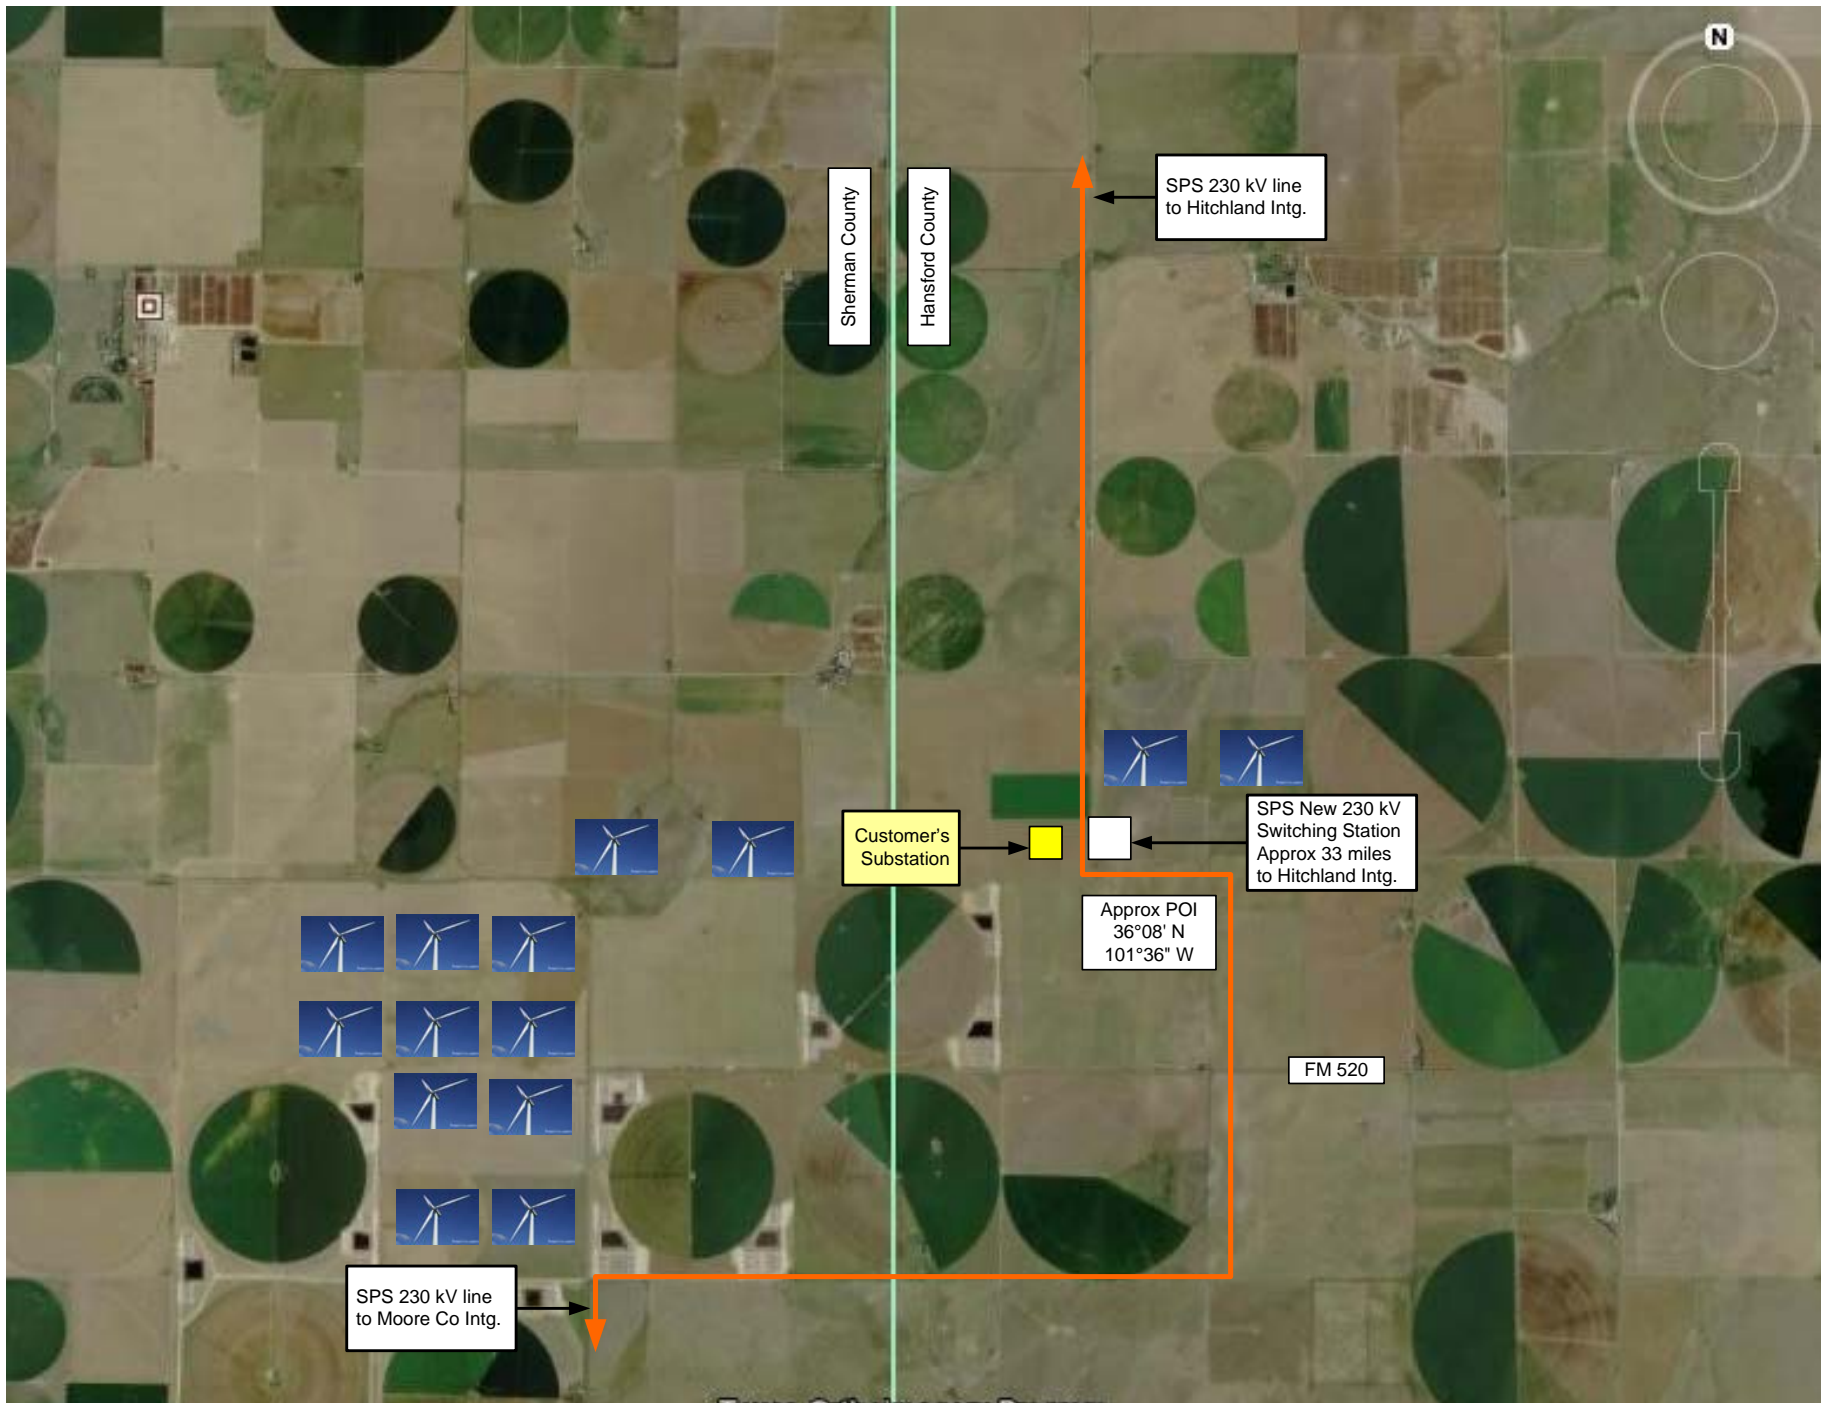 N
SPS 230 kV line
to Hitchland Intg.
Sherman County
Hansford County
SPS New 230 kV
Switching Station
Approx 33 miles
to Hitchland Intg.
Customer's
Substation
Approx POI
36°08' N
101°36" W
FM 520
SPS 230 kV line
to Moore Co Intg.